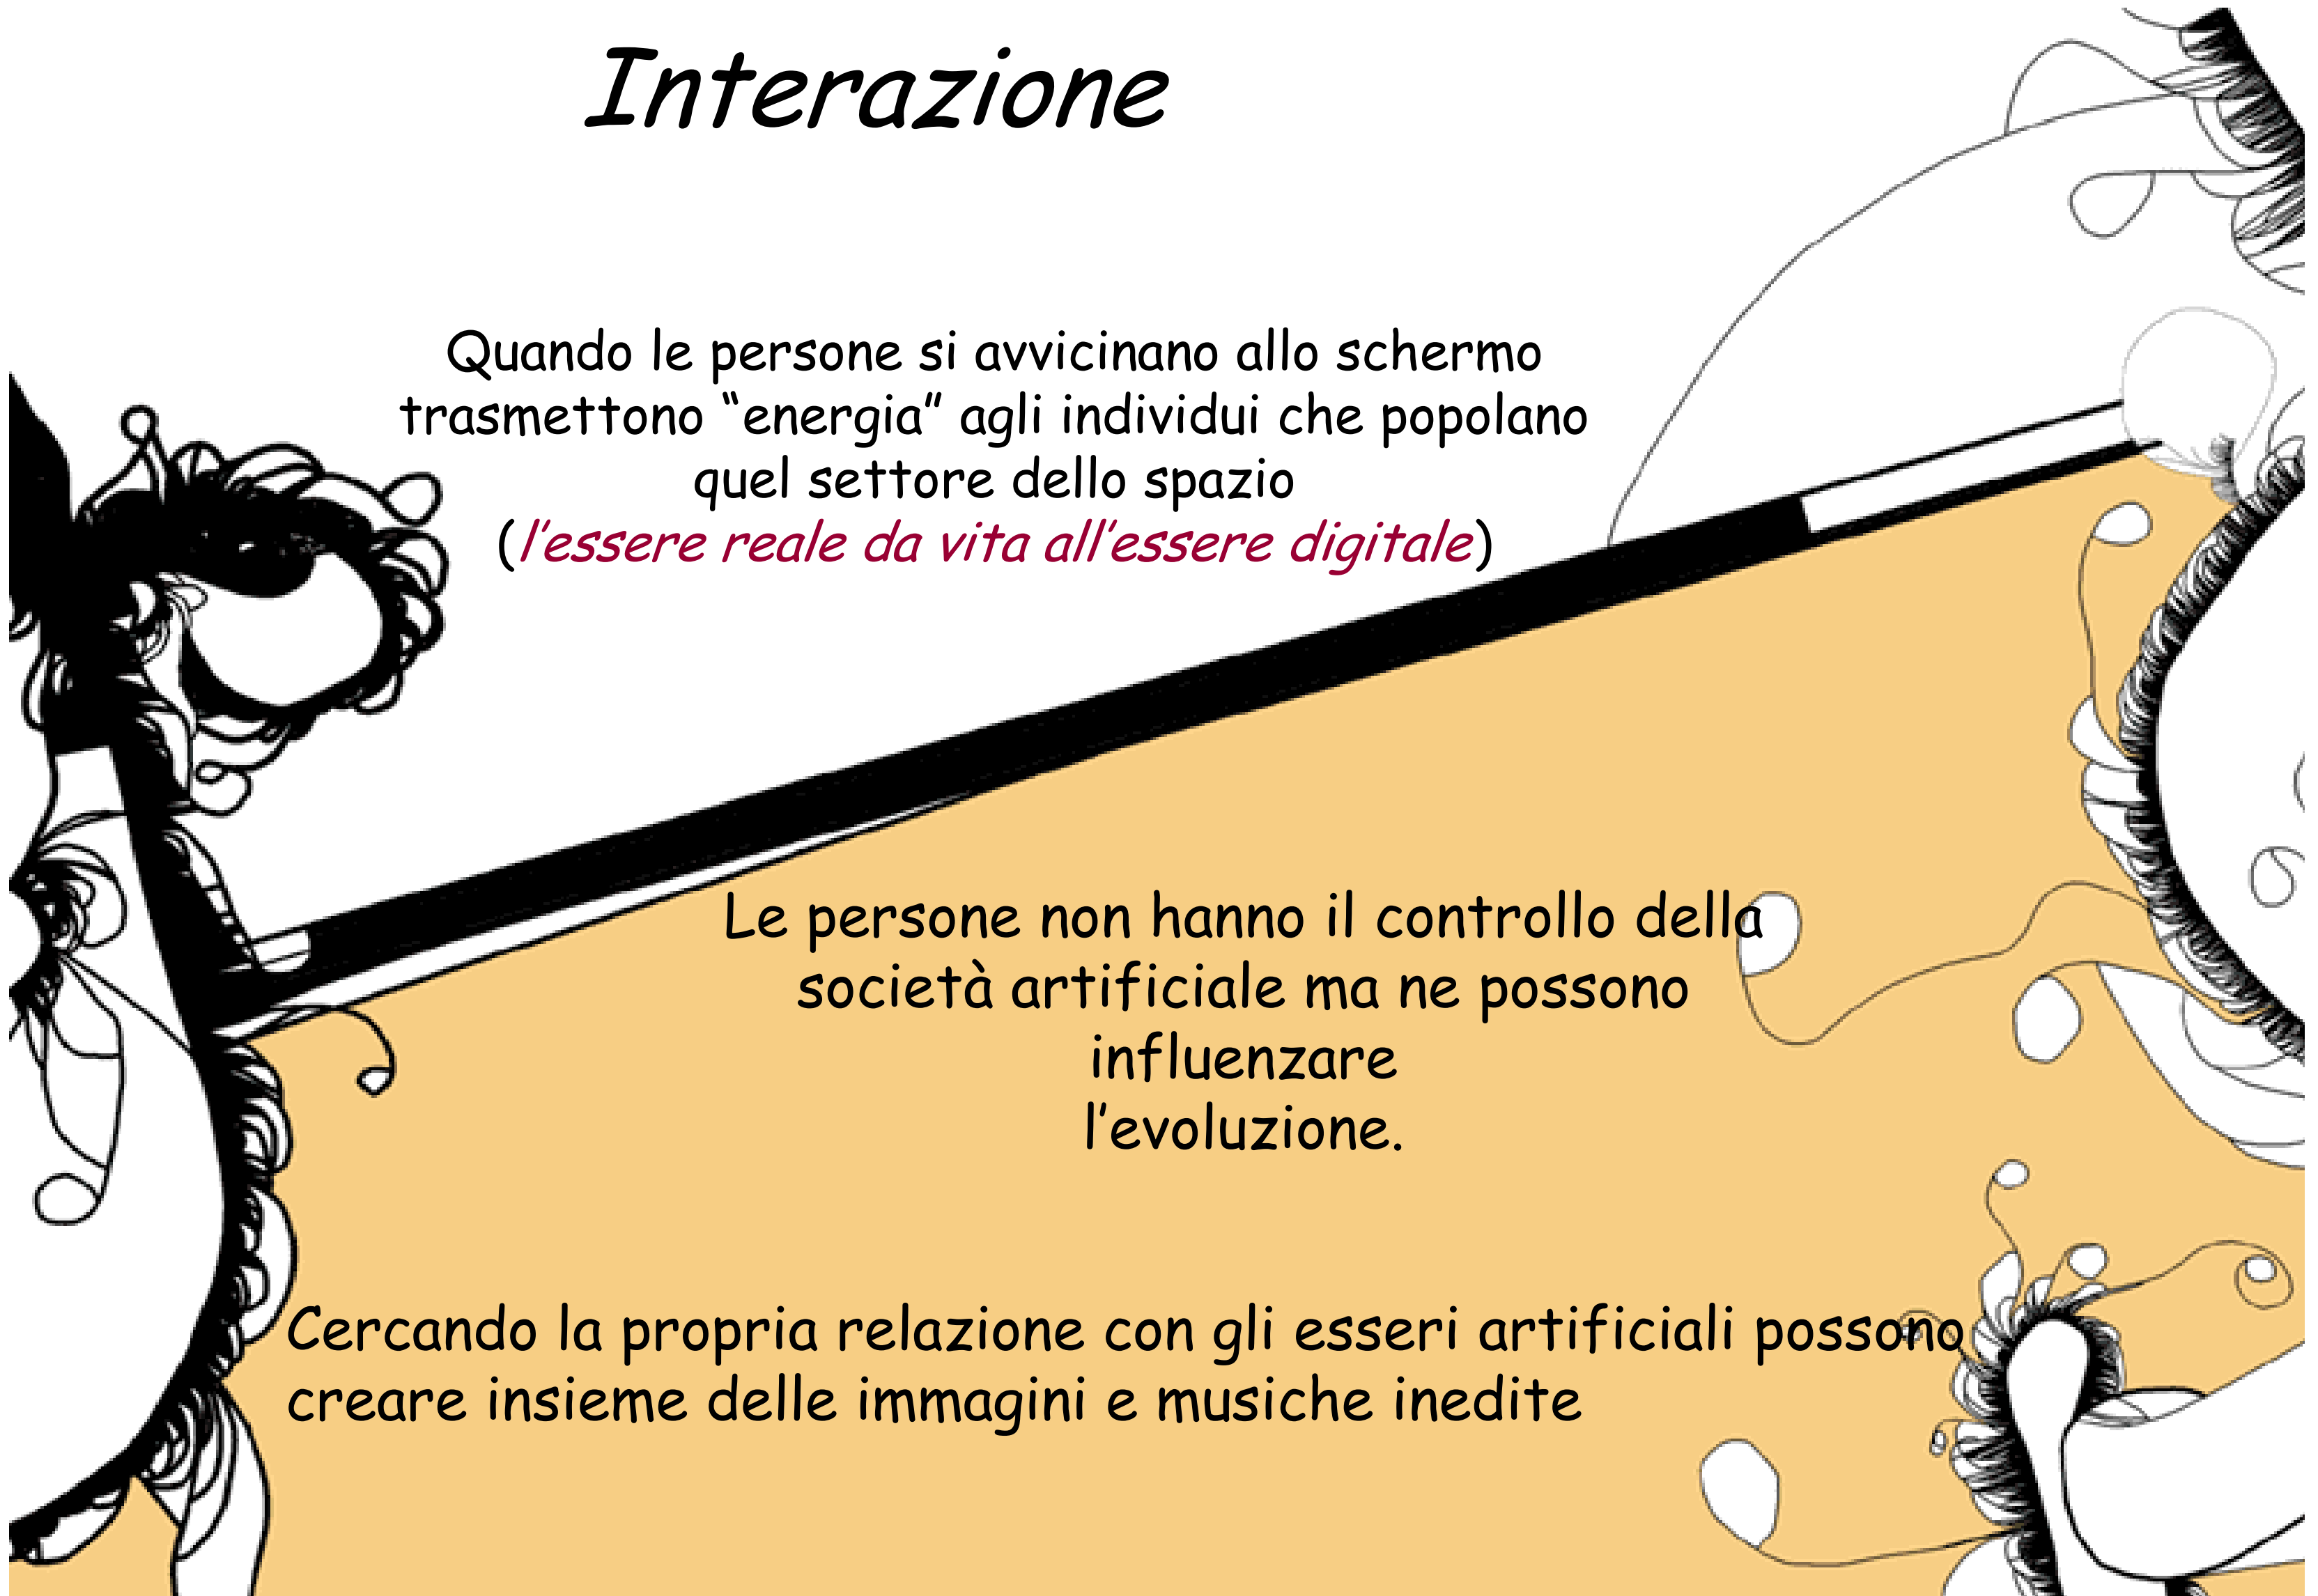 Interazione
Quando le persone si avvicinano allo schermo
trasmettono “energia” agli individui che popolano
quel settore dello spazio
(l’essere reale da vita all’essere digitale)
Le persone non hanno il controllo della
società artificiale ma ne possono
influenzare
l’evoluzione.
Cercando la propria relazione con gli esseri artificiali possono
creare insieme delle immagini e musiche inedite